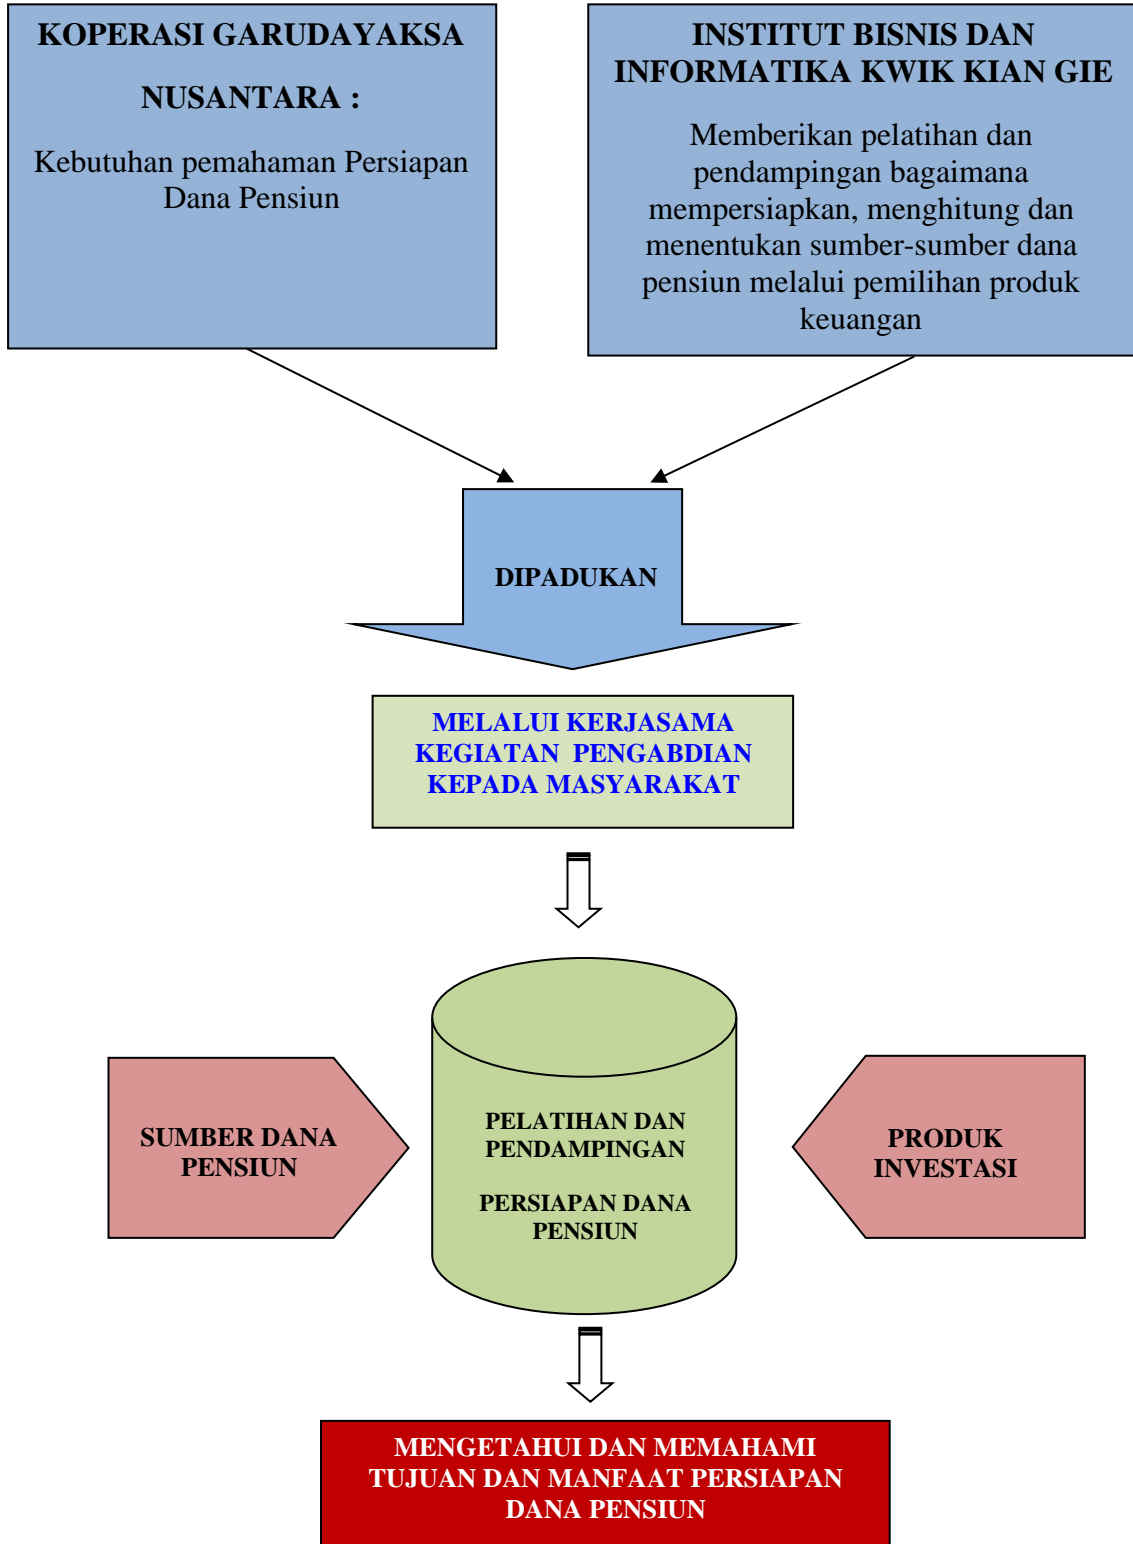 KOPERASI GARUDAYAKSA
NUSANTARA :
Kebutuhan pemahaman Persiapan
Dana Pensiun
INSTITUT BISNIS DAN
INFORMATIKA KWIK KIAN GIE
Memberikan pelatihan dan
pendampingan bagaimana
mempersiapkan, menghitung dan
menentukan sumber-sumber dana
pensiun melalui pemilihan produk
keuangan
DIPADUKAN
MELALUI KERJASAMA
KEGIATAN PENGABDIAN
KEPADA MASYARAKAT
SUMBER DANA
PENSIUN
PELATIHAN DAN
PENDAMPINGAN
PERSIAPAN DANA
PENSIUN
PRODUK
INVESTASI
MENGETAHUI DAN MEMAHAMI
TUJUAN DAN MANFAAT PERSIAPAN
DANA PENSIUN